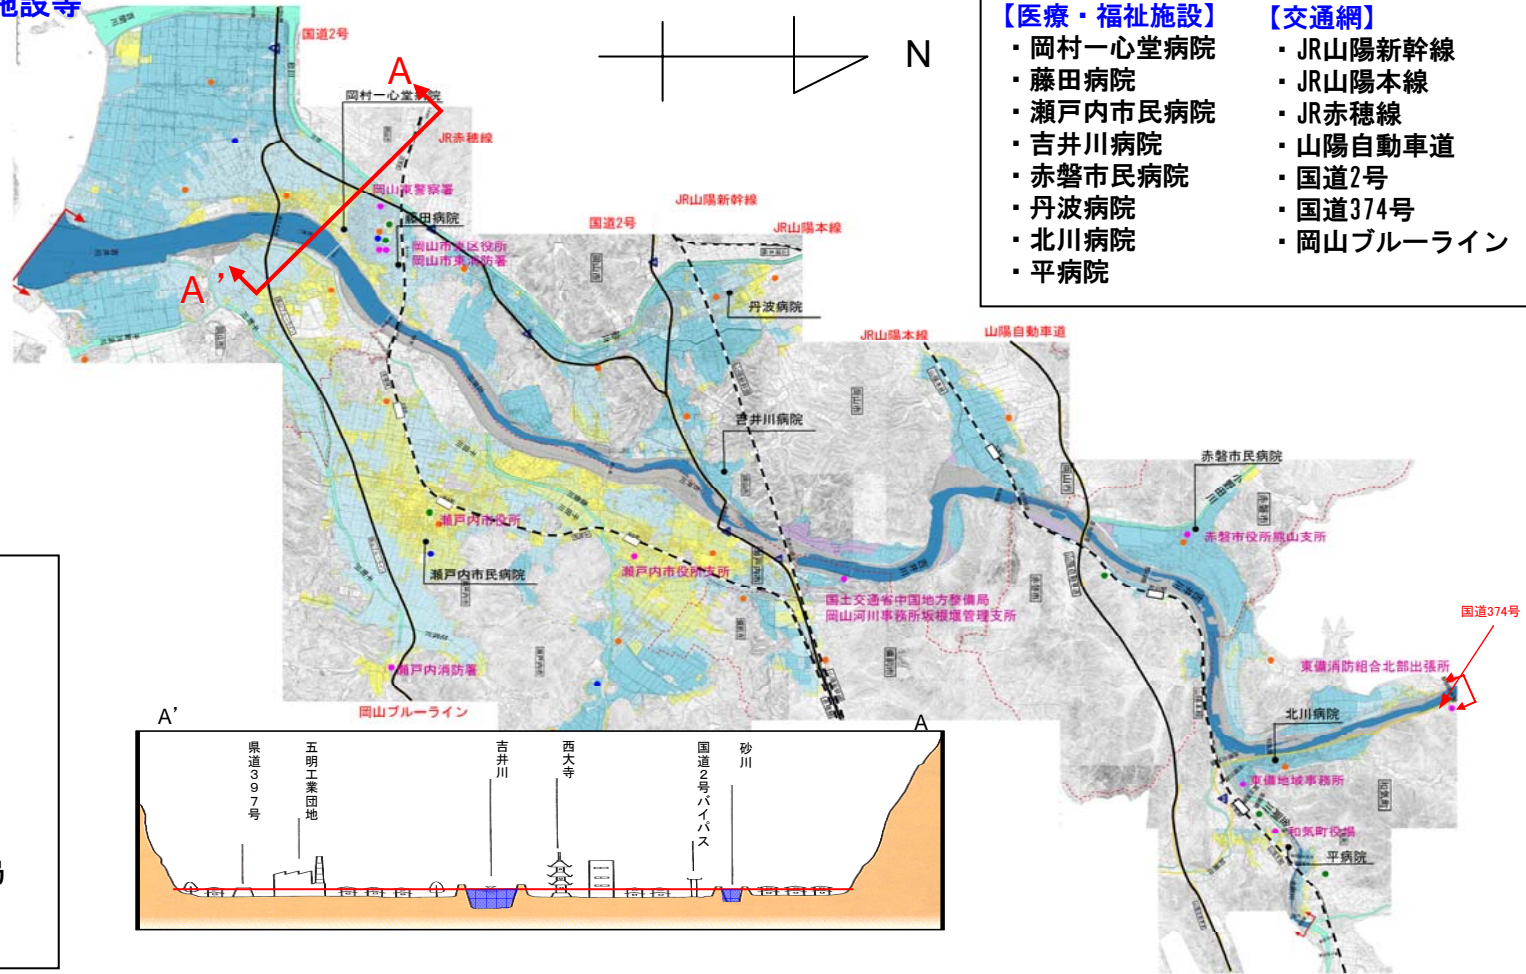 施設等
【医療・福祉施設】
・岡村一心堂病院
・藤田病院
・瀬戸内市民病院
・吉井川病院
・赤磐市民病院
・丹波病院
・北川病院
・平病院
【交通網】
・JR山陽新幹線
・JR山陽本線
・JR赤穂線
・山陽自動車道
・国道2号
・国道374号
・岡山ブルーライン
N
国道2号
A
岡村一心堂病院
JR赤穂線
岡山東警察署
藤田病院
岡山市東区役所
岡山市東消防署
A’
国道2号
JR山陽新幹線
JR山陽本線
丹波病院
JR山陽本線
山陽自動車道
吉井川病院
赤磐市民病院
赤磐市役所熊山支所
瀬戸内市役所
瀬戸内市民病院
瀬戸内市役所支所
国土交通省中国地方整備局
岡山河川事務所坂根堰管理支所
国道374号
東備消防組合北部出張所
瀬戸内消防署
岡山ブルーライン
北川病院
東備地域事務所
和気町役場
平病院
A’
A
県道397号
五明工業団地
吉井川
西大寺
国道2号バイパス
砂川